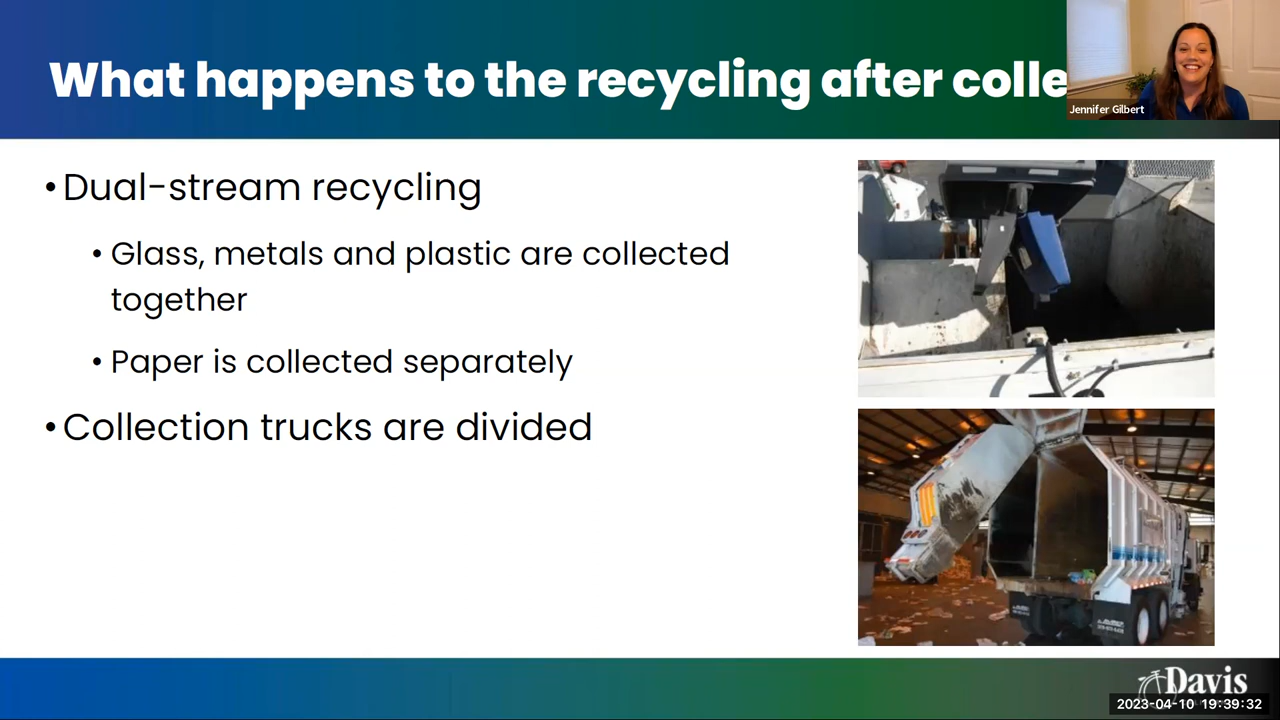 What happens to the recycling after colle
Jennifer Gilbert
• Dual-stream recycling
• Glass, metals and plastic are collected
together
• Paper is collected separately
• Collection trucks are divided
Davis
2023-04-10 19:39:32